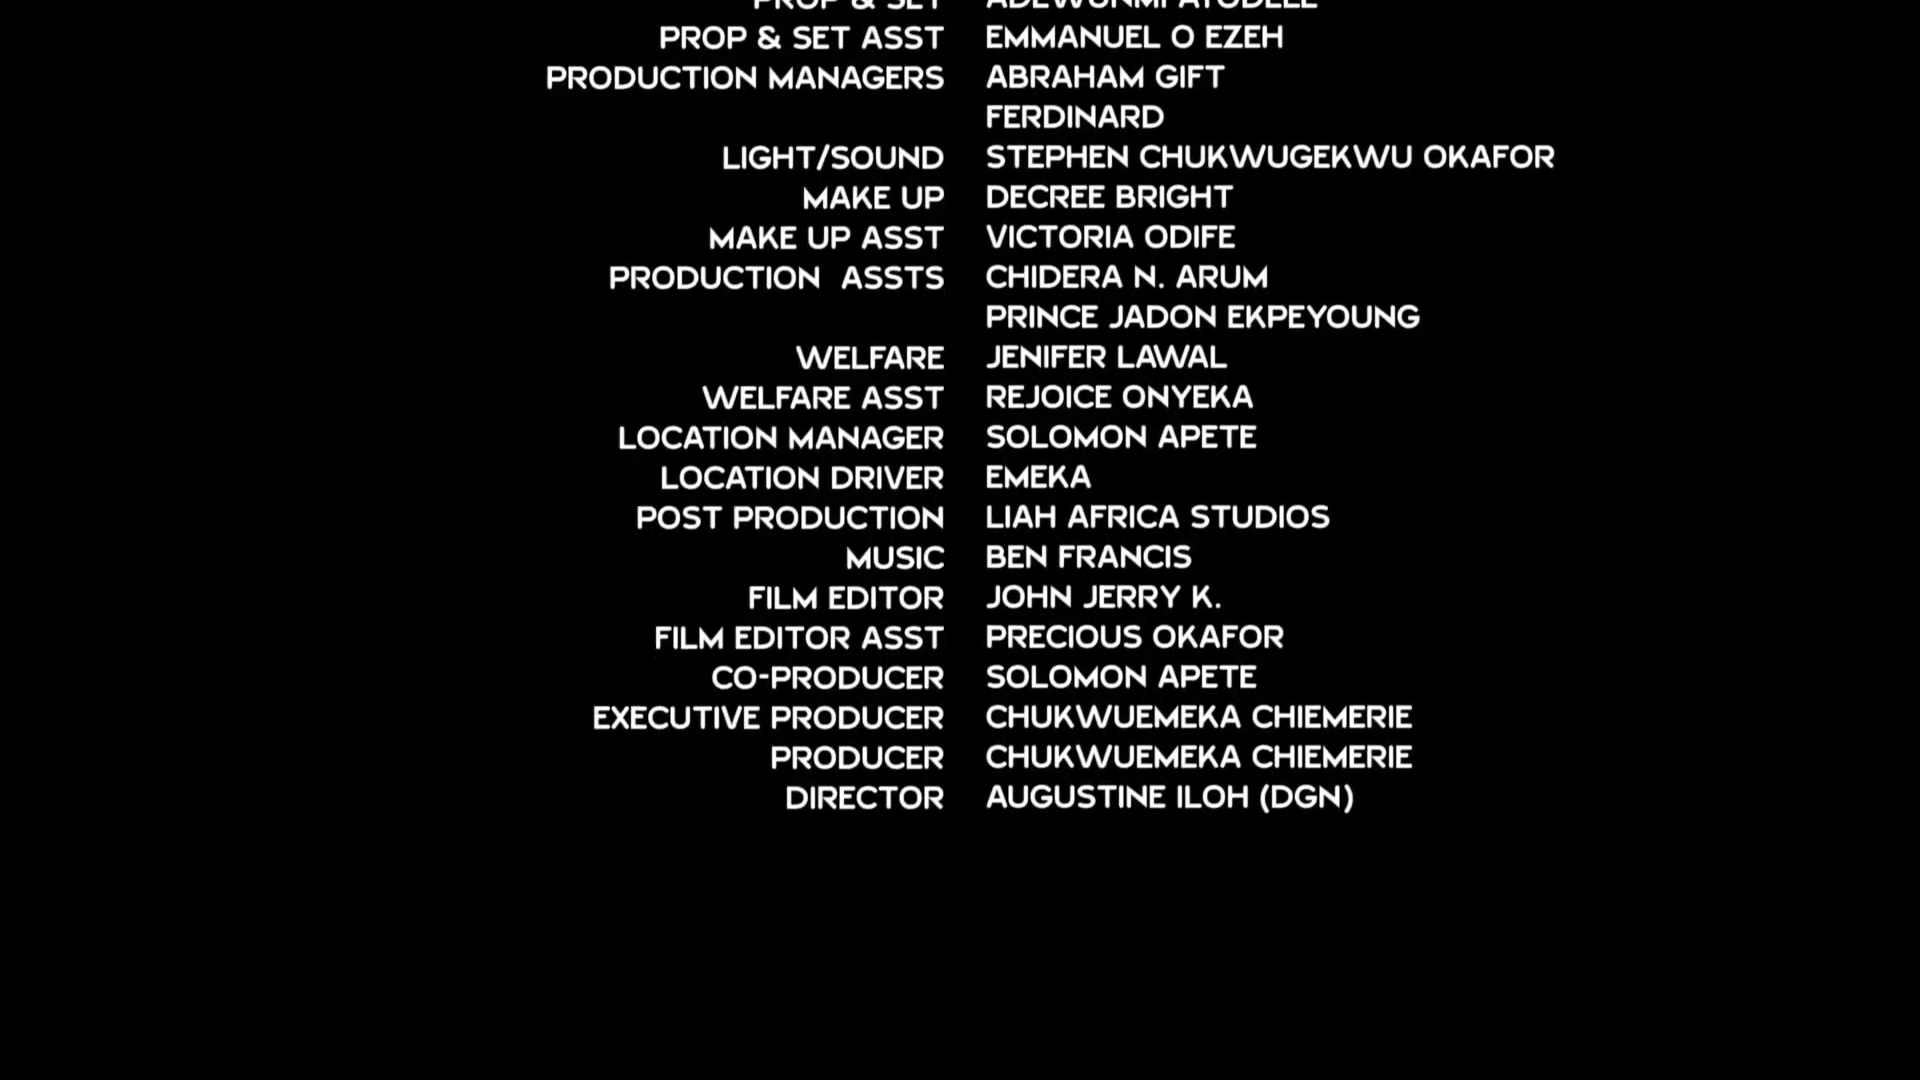 PROP & SET ADEWUNMI AYODELE
PROP & SET ASST EMMANUEL O EZEH
PRODUCTION MANAGERS ABRAHAM GIFT
FERDINARD
LIGHT/SOUND STEPHEN CHUKWUGEKWU OKAFOR
MAKE UP DECREE BRIGHT
MAKE UP ASST VICTORIA ODIFE
PRODUCTION ASSTS CHIDERA N. ARUM
PRINCE JADON EKPEYOUNG
WELFARE JENIFER LAWAL
WELFARE ASST REJOICE ONYEKA
LOCATION MANAGER SOLOMON APETE
LOCATION DRIVER EMEKA
POST PRODUCTION LIAH AFRICA STUDIOS
MUSIC BEN FRANCIS
FILM EDITOR JOHN JERRY K.
FILM EDITOR ASST PRECIOUS OKAFOR
CO-PRODUCER SOLOMON APETE
EXECUTIVE PRODUCER CHUKWUEMEKA CHIEMERIE
PRODUCER CHUKWUEMEKA CHIEMERIE
DIRECTOR AUGUSTINE ILOH (DGN)